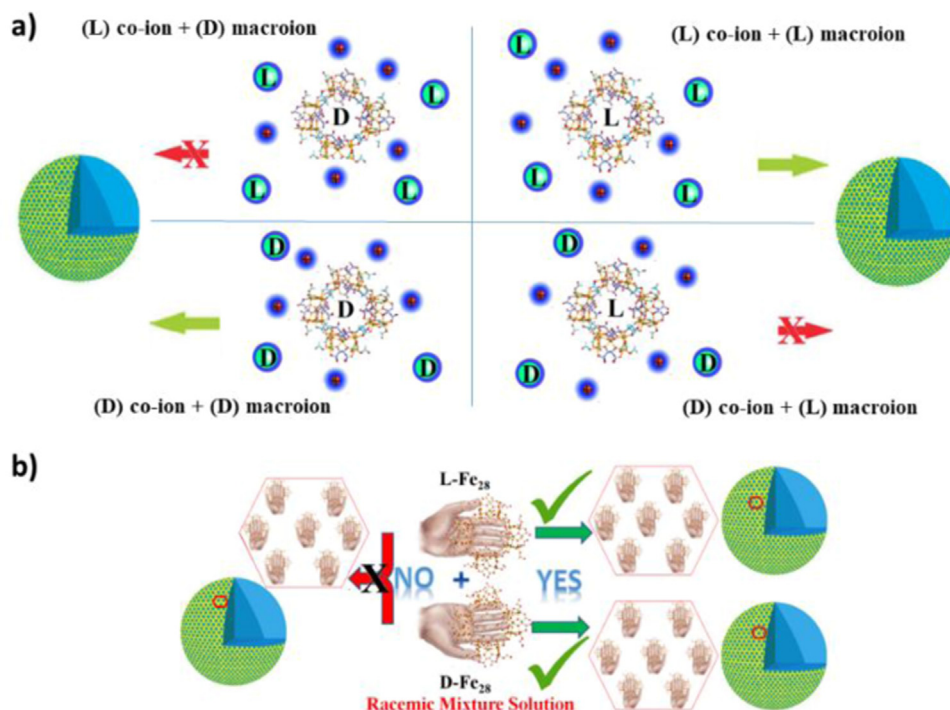 a)
(L) co-ion + (D) macroion
(L) co-ion + (L) macroion
L
L
D
L
L
X
L
L
L
L
L
D
D
D
D
X
D
L
D
D
(D) co-ion + (D) macroion
(D) co-ion + (L) macroion
b)
L-Fe28
X
NO
+
YES
D-Fe28
Racemic Mixture Solution